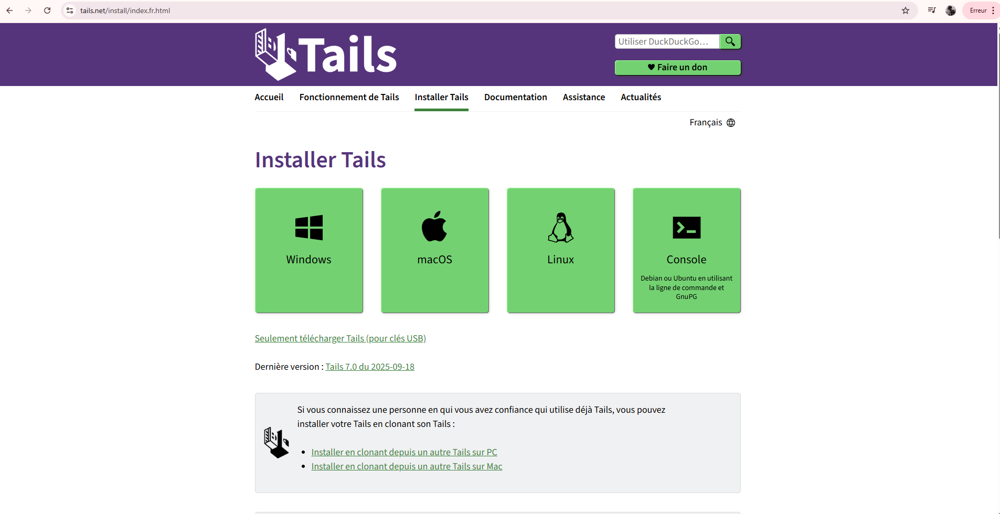 tails.net/install/index.fr.html
Erreur
Tails
Utiliser DuckDuckGo…
Faire un don
Accueil
Fonctionnement de Tails
Installer Tails
Documentation
Assistance
Actualités
Français
Installer Tails
Windows
macOS
Linux
Console
Debian ou Ubuntu en utilisant
la ligne de commande et
GnuPG
Seulement télécharger Tails (pour clés USB)
Dernière version : Tails 7.0 du 2025-09-18
Si vous connaissez une personne en qui vous avez confiance qui utilise déjà Tails, vous pouvez
installer votre Tails en clonant son Tails :
Installer en clonant depuis un autre Tails sur PC
Installer en clonant depuis un autre Tails sur Mac